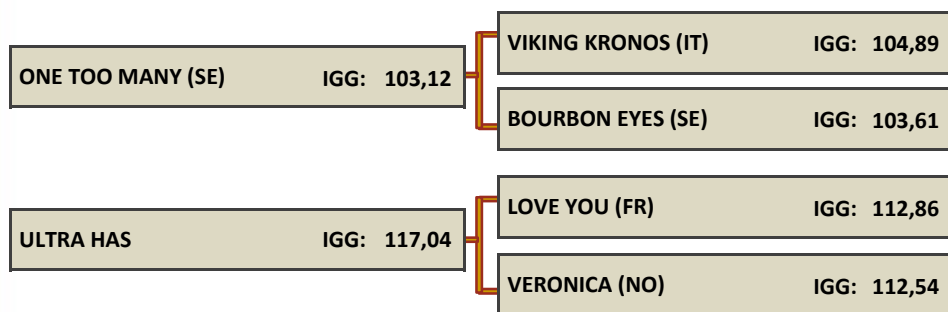 VIKING KRONOS (IT) IGG: 104,89
ONE TOO MANY (SE) IGG: 103,12
BOURBON EYES (SE) IGG: 103,61
LOVE YOU (FR) IGG: 112,86
ULTRA HAS IGG: 117,04
VERONICA (NO) IGG: 112,54